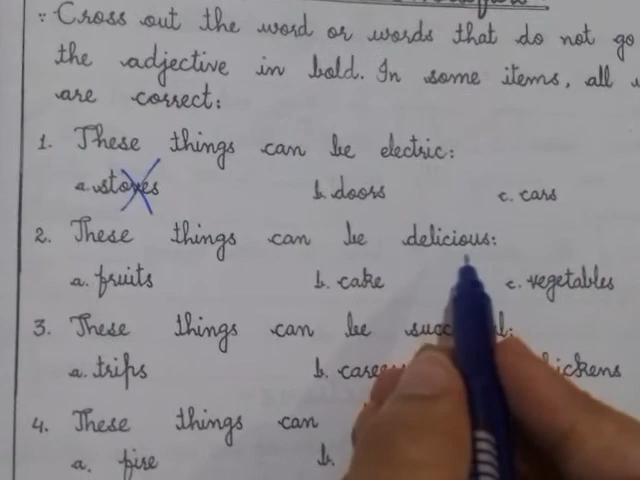 : Cross out the word or words that do not go
the adjective in bold. In some items, all
are correct:
1. These things can be electric:
a. stoves b. doors c. cars
2. These things can be delicious:
a. fruits b. cake c. vegetables
3. These things can be
a. trips b. chickens
4. These things can
a. fire b.